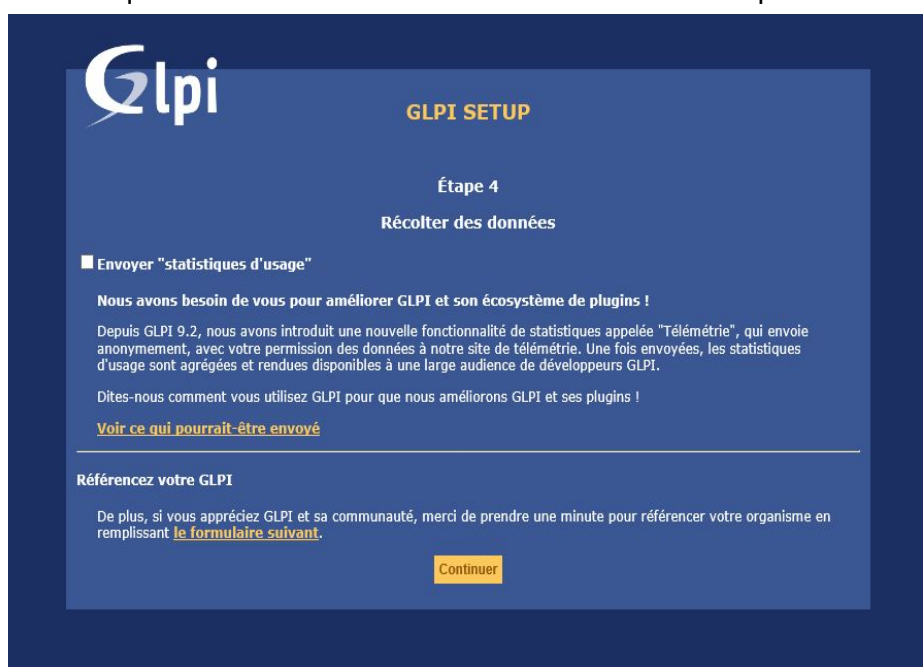 Glpi
GLPI SETUP
Étape 4
Récolter des données
Envoyer "statistiques d'usage"
Nous avons besoin de vous pour améliorer GLPI et son écosystème de plugins !
Depuis GLPI 9.2, nous avons introduit une nouvelle fonctionnalité de statistiques appelée "Télémétrie", qui envoie
anonymement, avec votre permission des données à notre site de télémétrie. Une fois envoyées, les statistiques
d'usage sont agrégées et rendues disponibles à une large audience de développeurs GLPI.
Dites-nous comment vous utilisez GLPI pour que nous améliorons GLPI et ses plugins !
Voir ce qui pourrait-être envoyé
Référencez votre GLPI
De plus, si vous appréciez GLPI et sa communauté, merci de prendre une minute pour référencer votre organisme en
remplissant le formulaire suivant.
Continuer